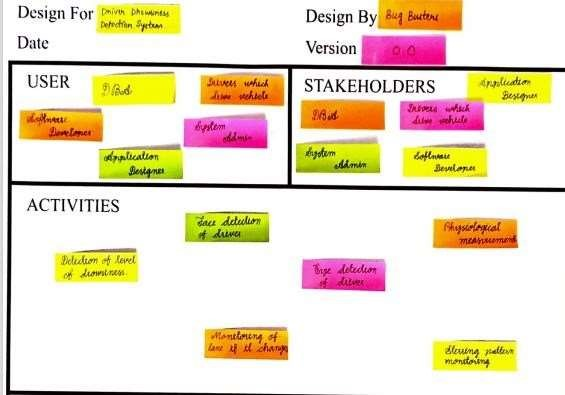 Design For Driver Drowsiness
Detection System
Design By Bug Busters
Date
Version 0.0
USER
DBA
Drivers which
drive vehicle
Software
Developer
System
Admin
Application
Designer
STAKEHOLDERS
Application
Designer
DBA
Drivers which
drive vehicle
System
Admin
Software
Developer
ACTIVITIES
Face detection
of driver
Physiological
measurement
Detection of level
of drowsiness
Eye detection
of driver
Monitoring of
lane if it change
Steering pattern
monitoring